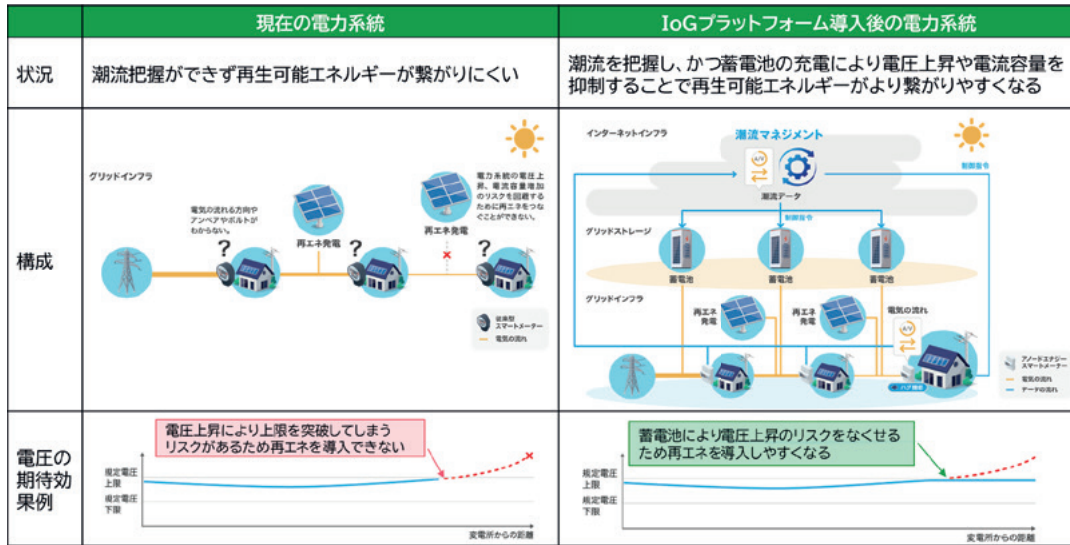 現在の電力系統
IoGプラットフォーム導入後の電力系統
状況
潮流把握ができず再生可能エネルギーが繋がりにくい
潮流を把握し、かつ蓄電池の充電により電圧上昇や電流容量を
抑制することで再生可能エネルギーがより繋がりやすくなる
構成
グリッドインフラ
電気の流れる方向や
アンペアやボルトが
わからない。
再エネ発電
電力系統の電圧上
昇、電流容量増加
のリスクを回避する
ために再エネをつな
ぐことができない。
再エネ発電
?
?
?
従来型
スマートメーター
電気の流れ
インターネットインフラ
潮流マネジメント
A/V
制御指令
潮流データ
制御指令
グリッドストレージ
蓄電池
蓄電池
蓄電池
グリッドインフラ
再エネ
発電
再エネ
発電
電気の流れ
A/V
アノードエナジー
スマートメーター
電気の流れ
データの流れ
電圧の
期待効
果例
電圧上昇により上限を突破してしまう
リスクがあるため再エネを導入できない
規定電圧
上限
規定電圧
下限
変電所からの距離
蓄電池により電圧上昇のリスクをなくせる
ため再エネを導入しやすくなる
規定電圧
上限
規定電圧
下限
変電所からの距離